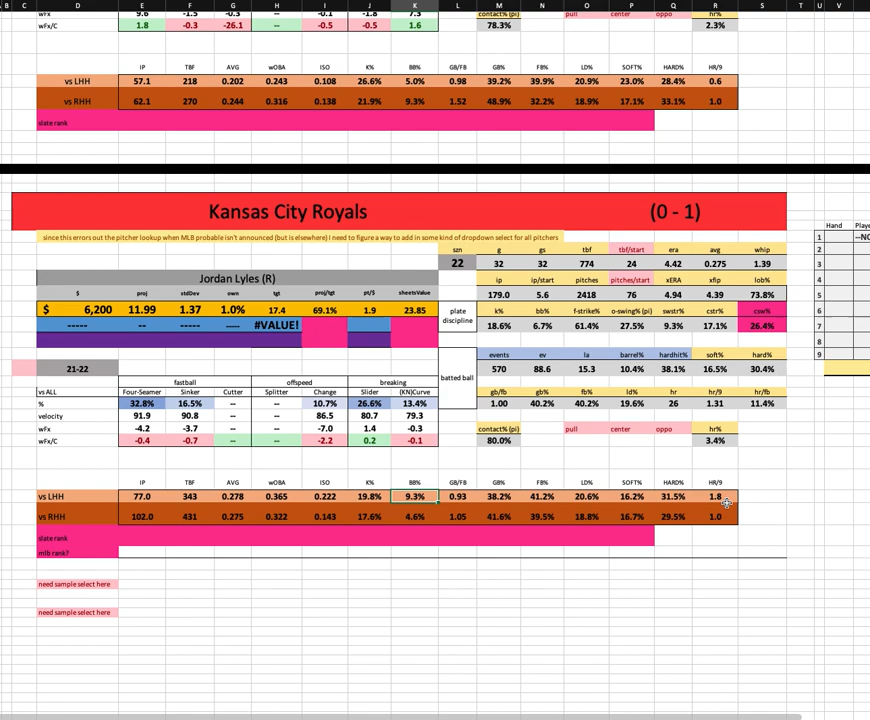 A B C D E F G H I J K L M N O P Q R S T U V
9.6 -1.5 -0.3 -0.1 -1.8 7.3 contact% (pi) pull center oppo hr%
wFx/C 1.8 -0.3 -26.1 -- -0.5 -0.5 1.6 78.3% 2.3%
IP TBF AVG wOBA ISO K% BB% GB/FB GB% FB% LD% SOFT% HARD% HR/9
vs LHH 57.1 218 0.202 0.243 0.108 26.6% 5.0% 0.98 39.2% 39.9% 20.9% 23.0% 28.4% 0.6
vs RHH 62.1 270 0.244 0.316 0.138 21.9% 9.3% 1.52 48.9% 32.2% 18.9% 17.1% 33.1% 1.0
slate rank
Kansas City Royals (0 - 1)
Hand Playe
since this errors out the pitcher lookup when MLB probable isn't announced (but is elsewhere) I need to figure a way to add in some kind of dropdown select for all pitchers
1 --NO
szn g gs tbf tbf/start era avg whip 2
22 32 32 774 24 4.42 0.275 1.39 3
Jordan Lyles (R) ip ip/start pitches pitches/start xERA xfip lob% 4
$ proj stdDev own tgt proj/tgt pt/$ sheetsValue 179.0 5.6 2418 76 4.94 4.39 73.8% 5
$ 6,200 11.99 1.37 1.0% 17.4 69.1% 1.9 23.85 plate discipline k% bb% f-strike% o-swing% (pi) swstr% cstr% csw% 6
----- -- ----- ----- #VALUE! 18.6% 6.7% 61.4% 27.5% 9.3% 17.1% 26.4% 7
8
events ev la barrel% hardhit% soft% hard% 9
21-22 570 88.6 15.3 10.4% 38.1% 16.5% 30.4%
fastball offspeed breaking batted ball
vs ALL Four-Seamer Sinker Cutter Splitter Change Slider (KN)Curve gb/fb gb% fb% ld% hr hr/9 hr/fb
% 32.8% 16.5% -- -- 10.7% 26.6% 13.4% 1.00 40.2% 40.2% 19.6% 26 1.31 11.4%
velocity 91.9 90.8 -- -- 86.5 80.7 79.3
wFx -4.2 -3.7 -- -- -7.0 1.4 -0.3 contact% (pi) pull center oppo hr%
wFx/C -0.4 -0.7 -- -- -2.2 0.2 -0.1 80.0% 3.4%
IP TBF AVG wOBA ISO K% BB% GB/FB GB% FB% LD% SOFT% HARD% HR/9
vs LHH 77.0 343 0.278 0.365 0.222 19.8% 9.3% 0.93 38.2% 41.2% 20.6% 16.2% 31.5% 1.8
vs RHH 102.0 431 0.275 0.322 0.143 17.6% 4.6% 1.05 41.6% 39.5% 18.8% 16.7% 29.5% 1.0
slate rank
mlb rank?
need sample select here
need sample select here